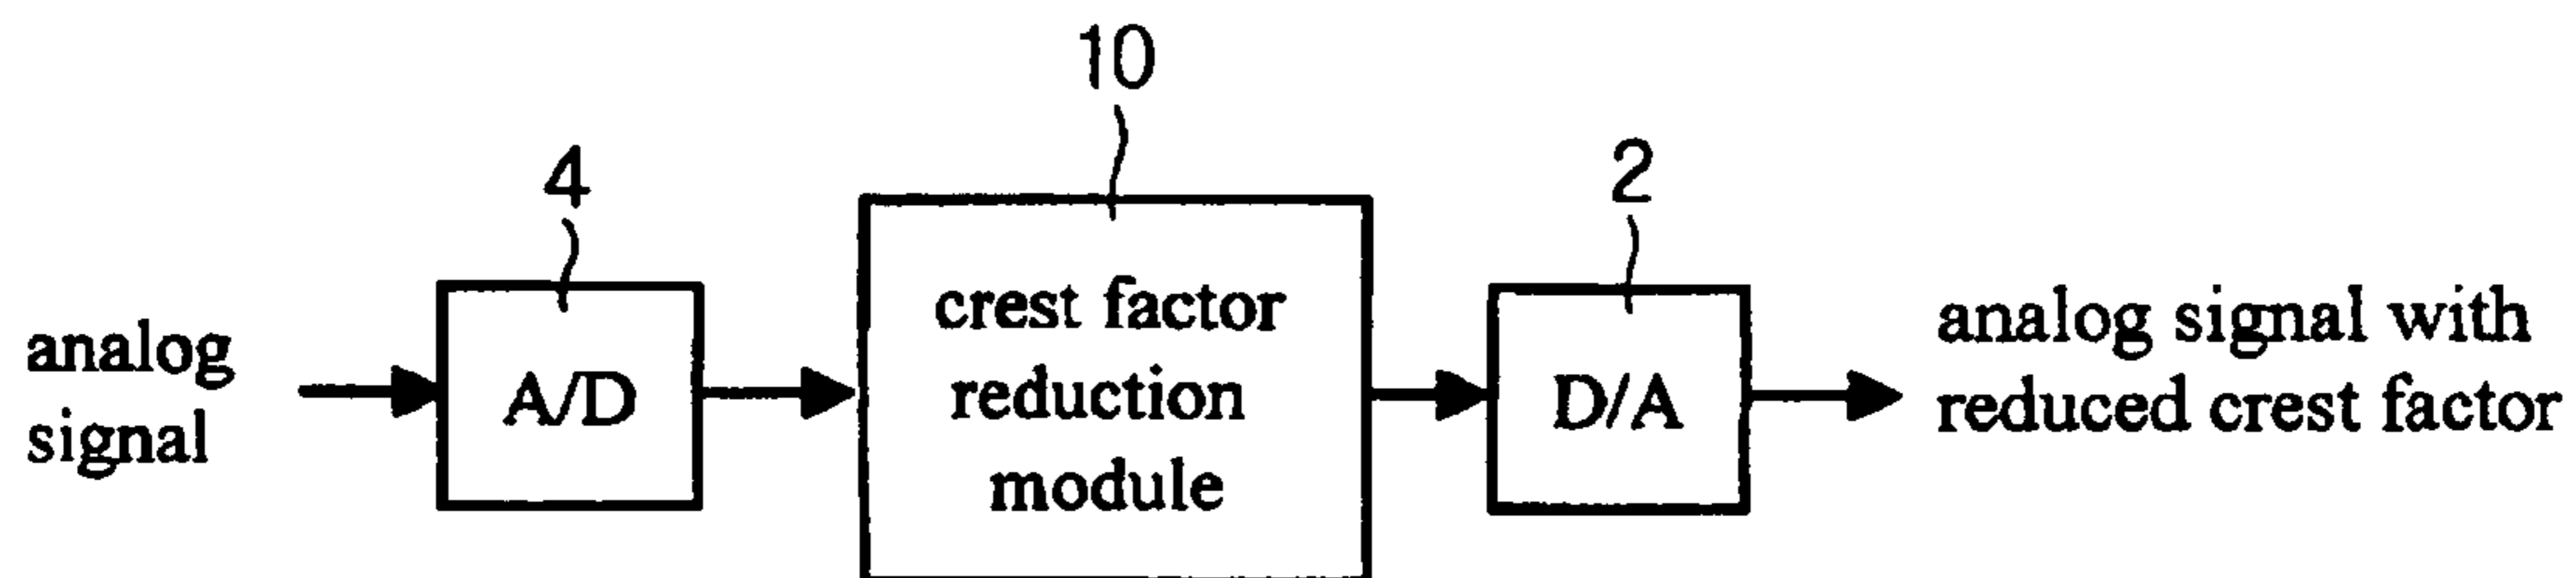 10
4
2
analog
signal
A/D
crest factor
reduction
module
D/A
analog signal with
reduced crest factor